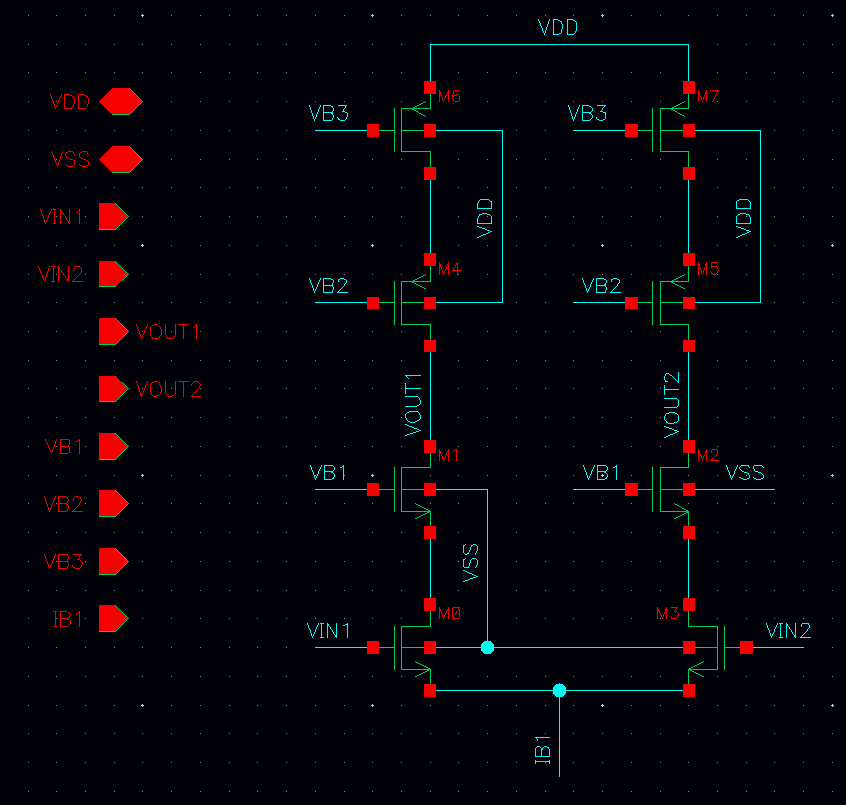 VDD
VSS
VIN1
VIN2
VOUT1
VOUT2
VB1
VB2
VB3
IB1
VDD
M6
M7
VB3
VB3
VDD
VDD
M4
M5
VB2
VB2
VOUT1
VOUT2
M1
M2
VB1
VB1
VSS
VSS
M0
M3
VIN1
VIN2
IB1